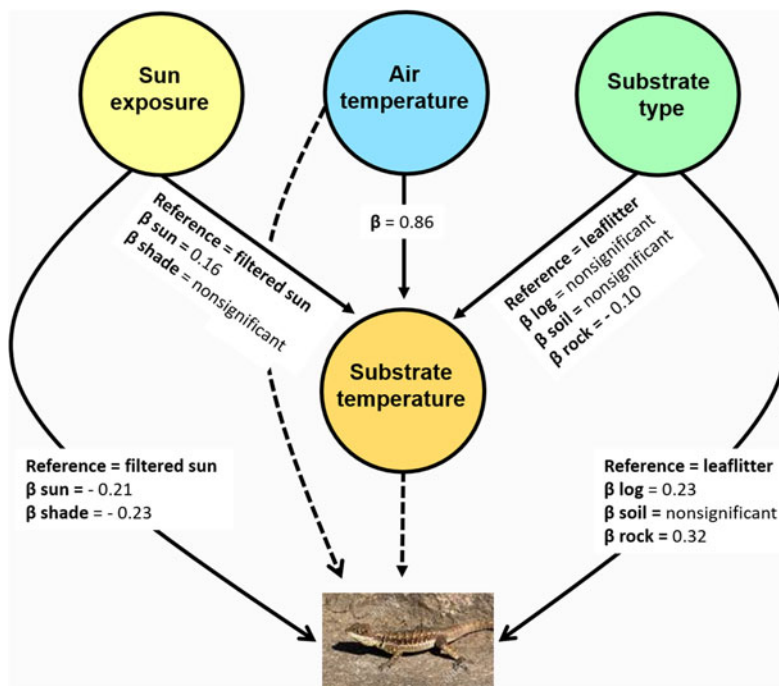 Sun
exposure
Air
temperature
Substrate
type
Reference = filtered sun
β sun = 0.16
β shade = nonsignificant
β = 0.86
Reference = leaflitter
β log = nonsignificant
β soil = nonsignificant
β rock = - 0.10
Substrate
temperature
Reference = filtered sun
β sun = - 0.21
β shade = - 0.23
Reference = leaflitter
β log = 0.23
β soil = nonsignificant
β rock = 0.32